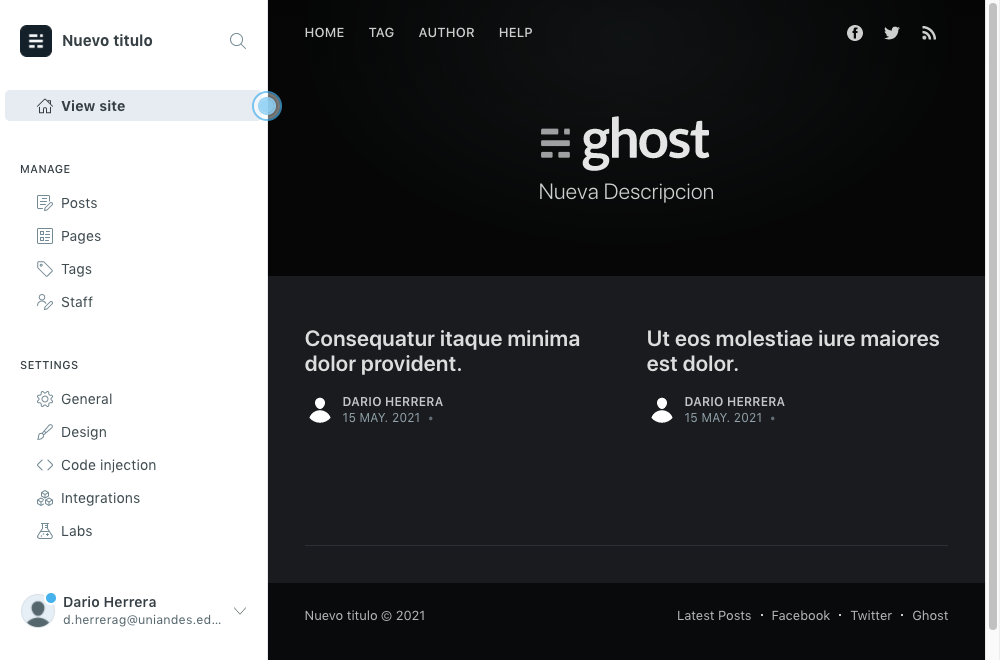 Nuevo titulo
View site
MANAGE
Posts
Pages
Tags
Staff
SETTINGS
General
Design
Code injection
Integrations
Labs
Dario Herrera
d.herrerag@uniandes.ed...
HOME TAG AUTHOR HELP
ghost
Nueva Descripcion
Consequatur itaque minima
dolor provident.
DARIO HERRERA
15 MAY. 2021 •
Ut eos molestiae iure maiores
est dolor.
DARIO HERRERA
15 MAY. 2021 •
Nuevo titulo © 2021
Latest Posts · Facebook · Twitter · Ghost